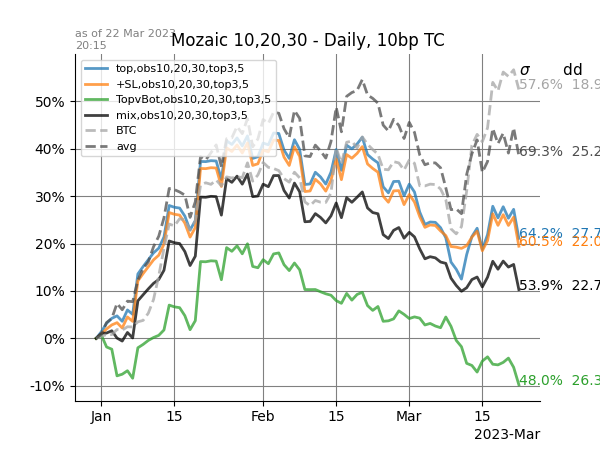 as of 22 Mar 2023
20:15
Mozaic 10,20,30 - Daily, 10bp TC
σ dd
top,obs10,20,30,top3,5
+SL,obs10,20,30,top3,5
TopvBot,obs10,20,30,top3,5
mix,obs10,20,30,top3,5
BTC
avg
57.6% 18.9
69.3% 25.2
64.2% 27.7
60.5% 22.0
53.9% 22.7
48.0% 26.3
50%
40%
30%
20%
10%
0%
-10%
Jan 15 Feb 15 Mar 15
2023-Mar